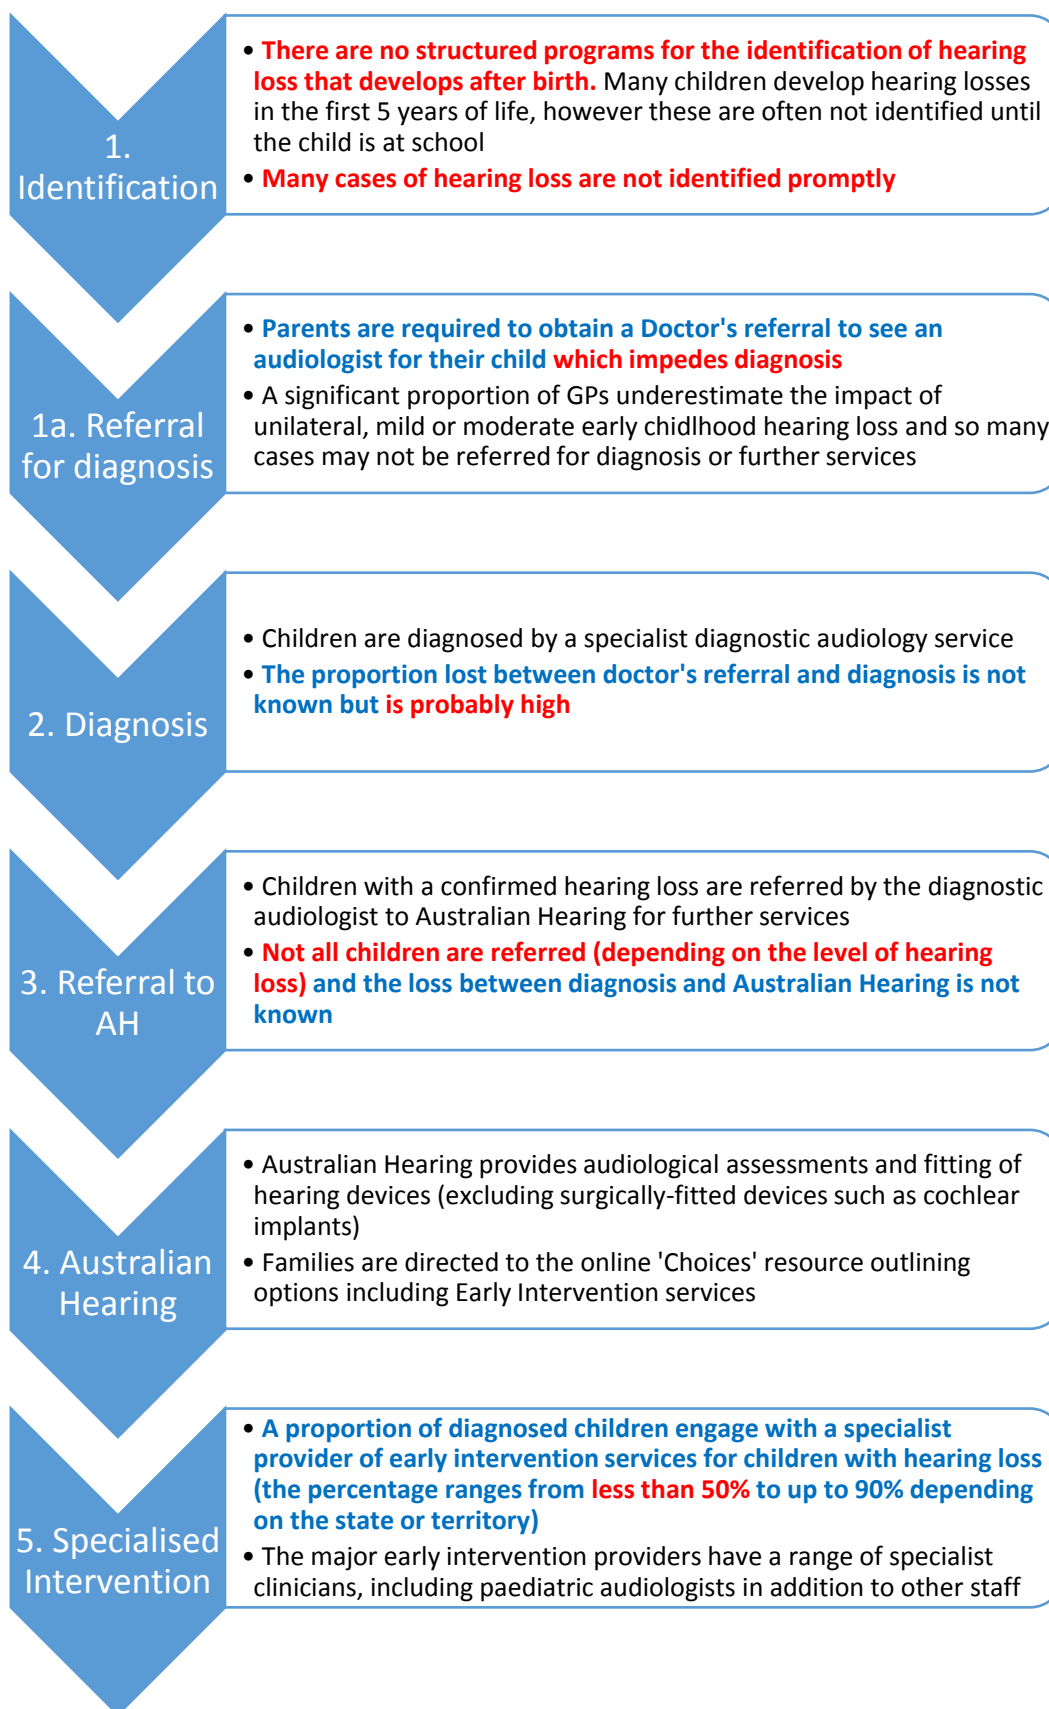 1.
Identification
• There are no structured programs for the identification of hearing
loss that develops after birth. Many children develop hearing losses
in the first 5 years of life, however these are often not identified until
the child is at school
• Many cases of hearing loss are not identified promptly
1a. Referral
for diagnosis
• Parents are required to obtain a Doctor's referral to see an
audiologist for their child which impedes diagnosis
• A significant proportion of GPs underestimate the impact of
unilateral, mild or moderate early chidlhood hearing loss and so many
cases may not be referred for diagnosis or further services
2. Diagnosis
• Children are diagnosed by a specialist diagnostic audiology service
• The proportion lost between doctor's referral and diagnosis is not
known but is probably high
3. Referral to
AH
• Children with a confirmed hearing loss are referred by the diagnostic
audiologist to Australian Hearing for further services
• Not all children are referred (depending on the level of hearing
loss) and the loss between diagnosis and Australian Hearing is not
known
4. Australian
Hearing
• Australian Hearing provides audiological assessments and fitting of
hearing devices (excluding surgically-fitted devices such as cochlear
implants)
• Families are directed to the online 'Choices' resource outlining
options including Early Intervention services
5. Specialised
Intervention
• A proportion of diagnosed children engage with a specialist
provider of early intervention services for children with hearing loss
(the percentage ranges from less than 50% to up to 90% depending
on the state or territory)
• The major early intervention providers have a range of specialist
clinicians, including paediatric audiologists in addition to other staff